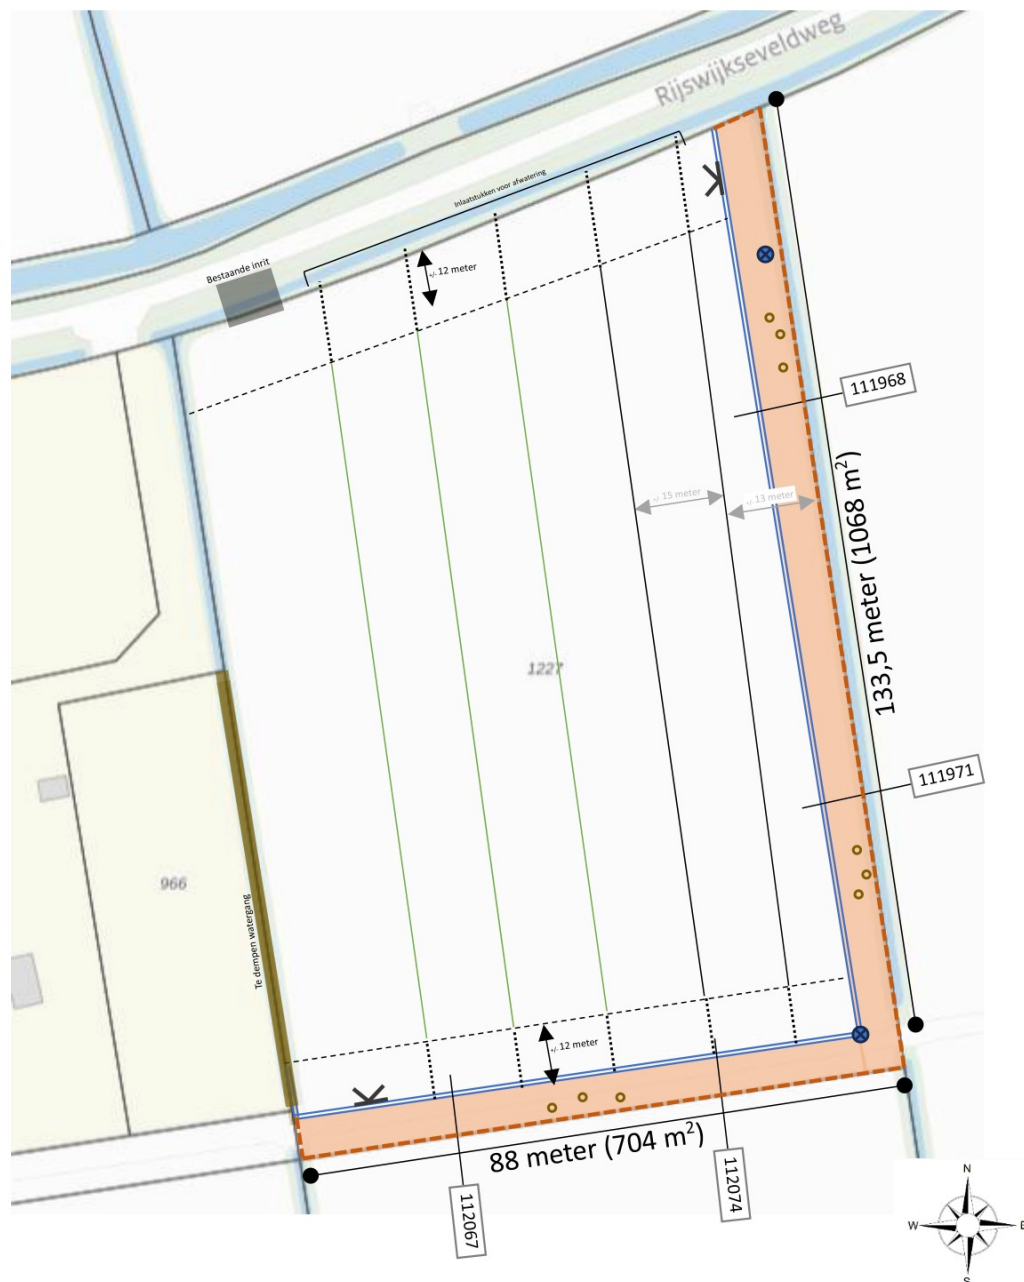 Rijswijkseveldweg
Inlaatstukken voor afwatering
Bestaande inrit
+/- 12 meter
111968
+/- 15 meter
+/- 13 meter
133,5 meter (1068 m²)
1227
111971
966
Te dempen watergang
+/- 12 meter
88 meter (704 m²)
112067
112074
N
W
E
S